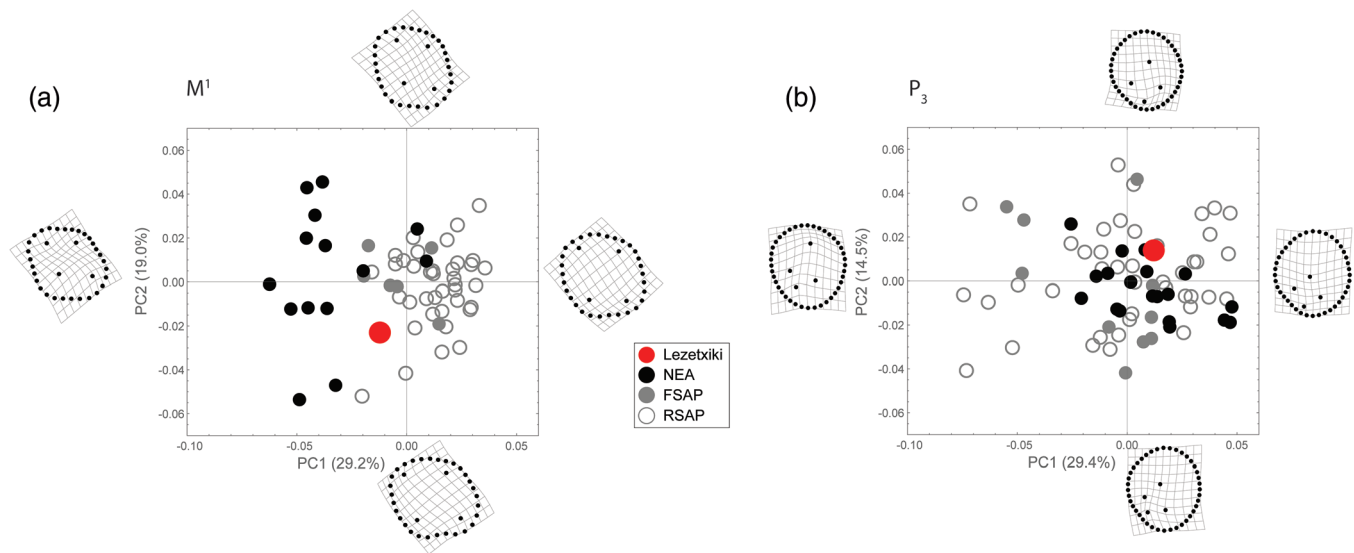 (a)
M¹
0.06
0.04
0.02
0.00
-0.02
-0.04
-0.06
PC2 (19.0%)
-0.10
-0.05
0.00
0.05
PC1 (29.2%)
Lezetxiki
NEA
FSAP
RSAP
(b)
P₃
0.06
0.04
0.02
0.00
-0.02
-0.04
-0.06
PC2 (14.5%)
-0.10
-0.05
0.00
0.05
PC1 (29.4%)